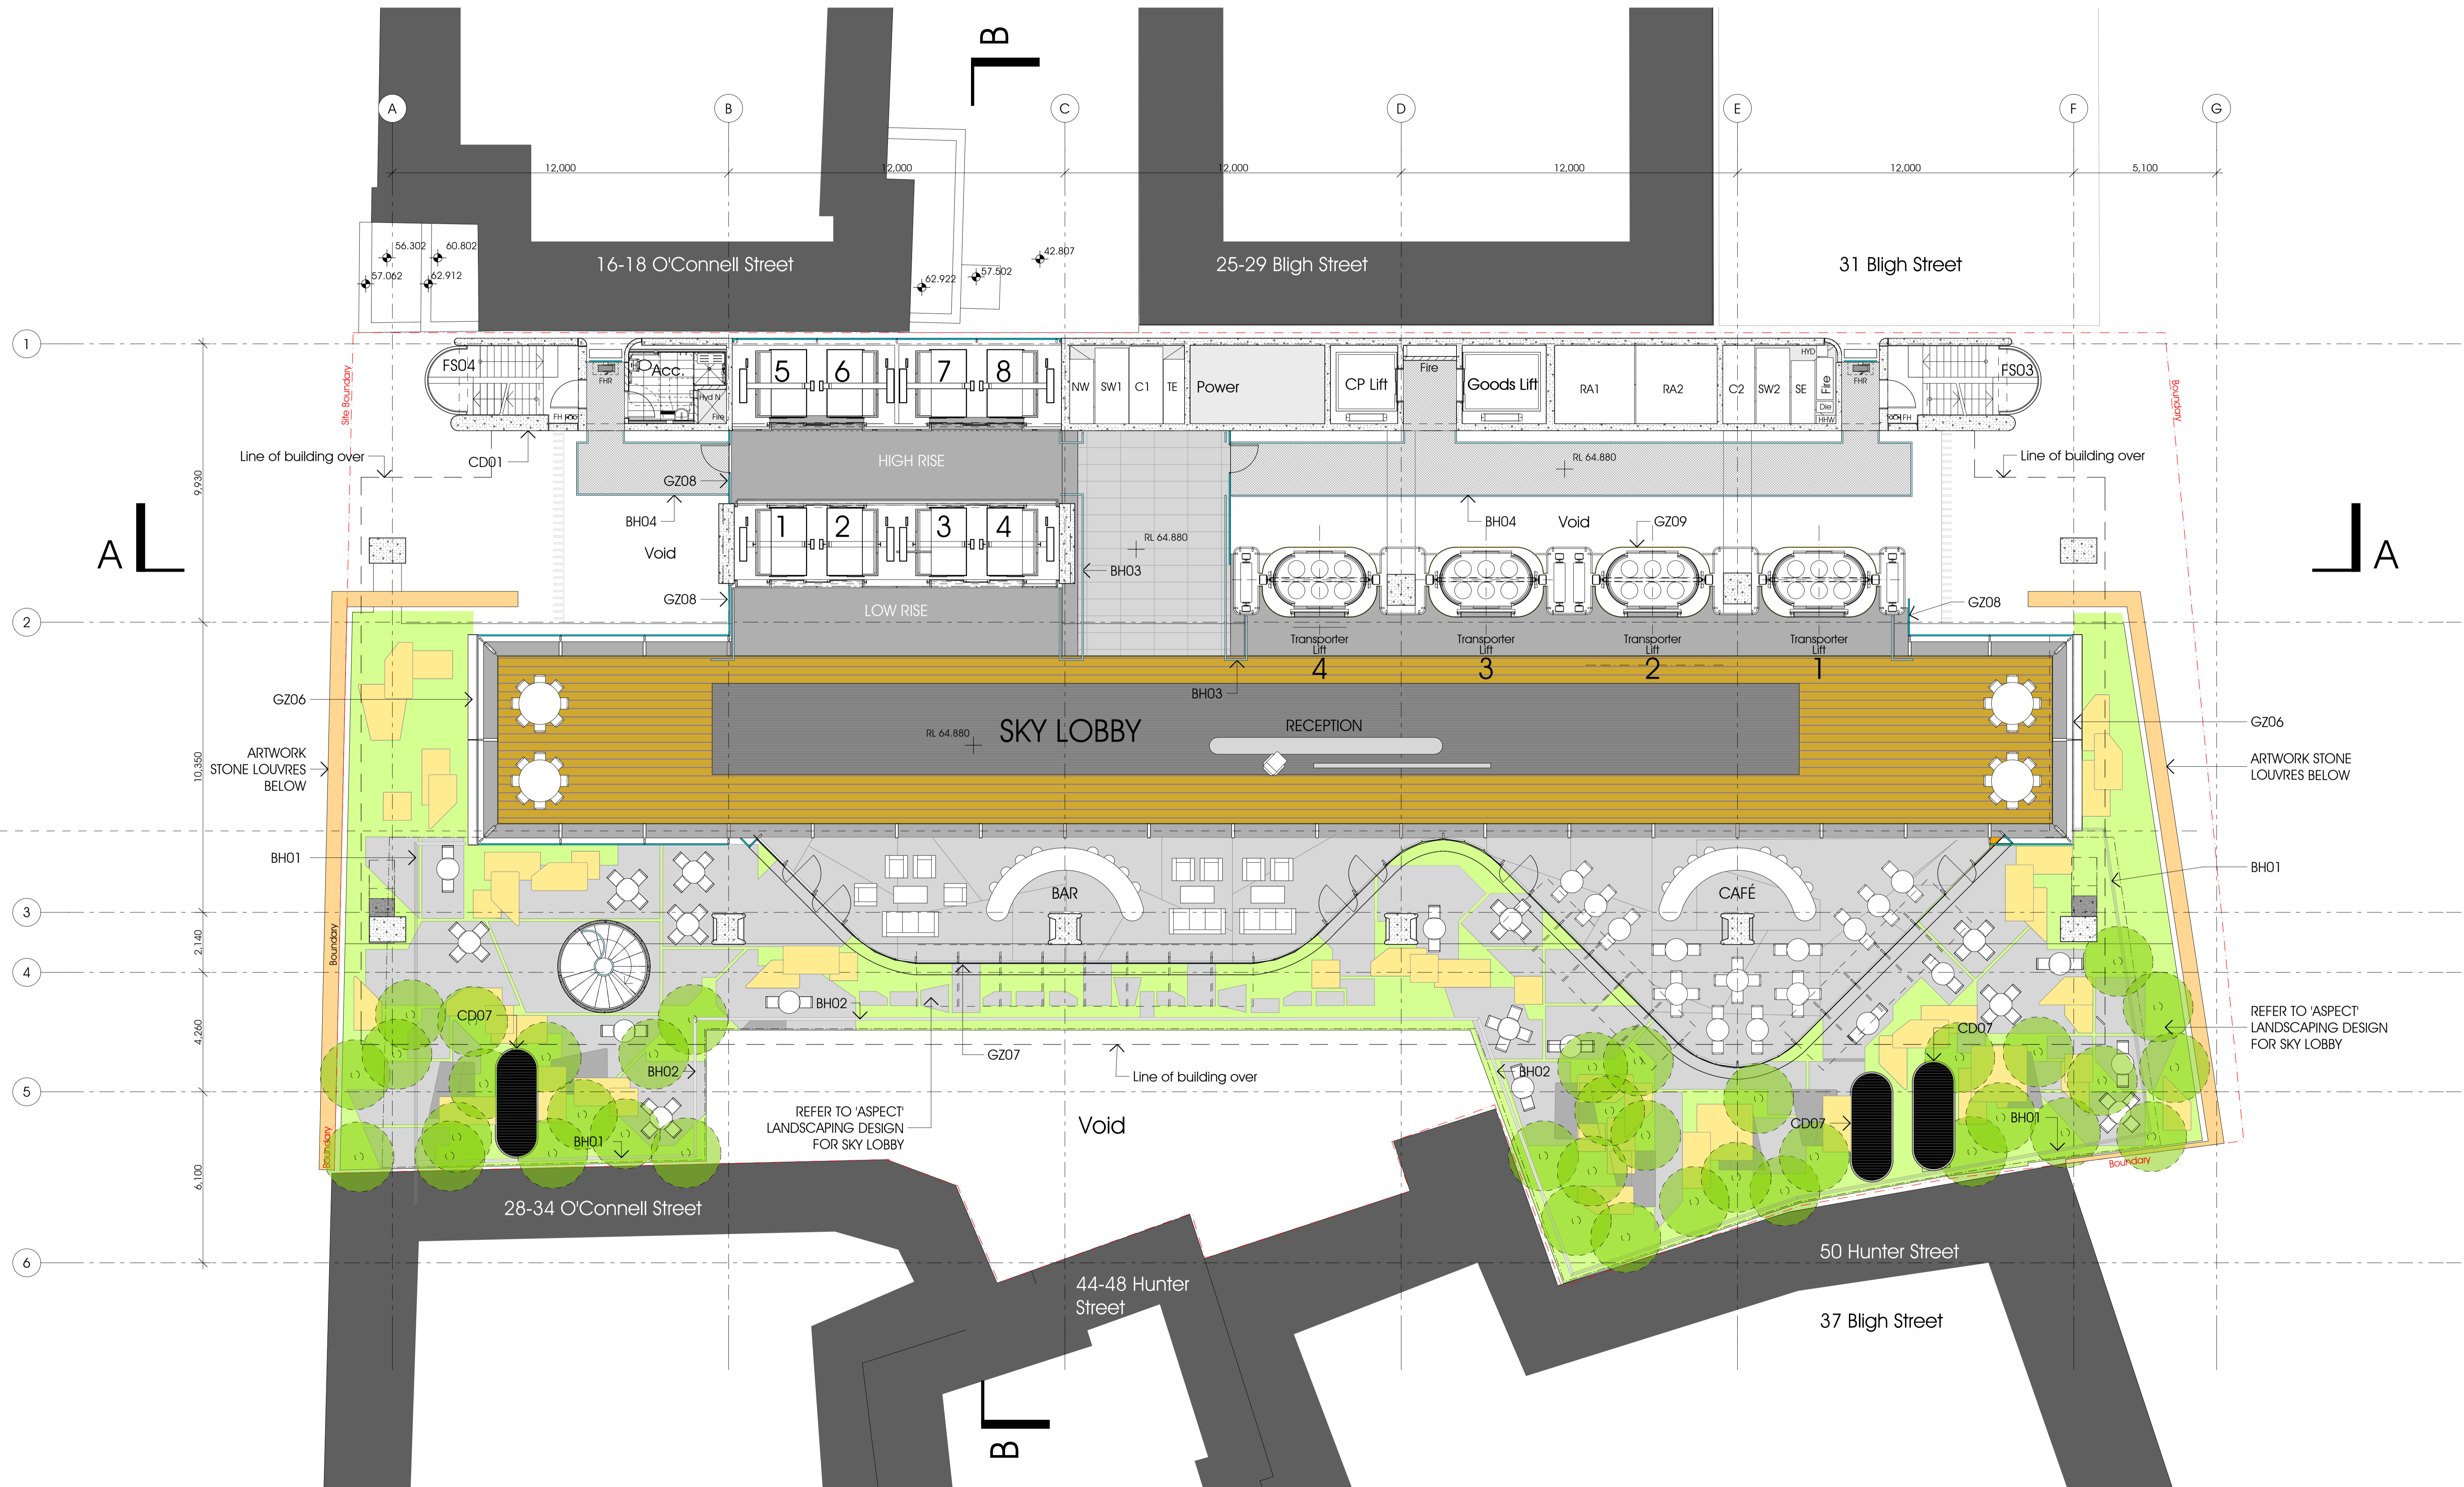 B
A
B
C
D
E
F
G
12,000
12,000
12,000
12,000
12,000
5,100
56.302
60.802
57.062
62.912
16-18 O'Connell Street
62.922
57.502
42.807
25-29 Bligh Street
31 Bligh Street
1
FS04
FHR
Acc.
Hyd N
Fire
FH
5
6
7
8
NW
SW1
C1
TE
Power
CP Lift
Fire
Goods Lift
RA1
RA2
C2
SW2
SE
HYD
Fire
Die
HHW
FHR
FH
FS03
Site Boundary
Boundary
Line of building over
CD01
HIGH RISE
GZ08
RL 64.880
Line of building over
9,930
BH04
1
2
3
4
BH04
Void
GZ09
Void
RL 64.880
A
A
BH03
GZ08
LOW RISE
GZ08
2
Transporter
Lift
4
Transporter
Lift
3
Transporter
Lift
2
Transporter
Lift
1
GZ06
BH03
SKY LOBBY
RECEPTION
RL 64.880
GZ06
ARTWORK
STONE LOUVRES
BELOW
10,350
ARTWORK STONE
LOUVRES BELOW
BH01
BAR
CAFÉ
BH01
3
Boundary
2,140
4
BH02
CD07
4,260
GZ07
CD07
REFER TO 'ASPECT'
LANDSCAPING DESIGN
FOR SKY LOBBY
BH02
Line of building over
BH02
5
REFER TO 'ASPECT'
LANDSCAPING DESIGN
FOR SKY LOBBY
Void
CD07
BH01
BH01
Boundary
Boundary
6,100
28-34 O'Connell Street
6
44-48 Hunter
Street
50 Hunter Street
37 Bligh Street
B